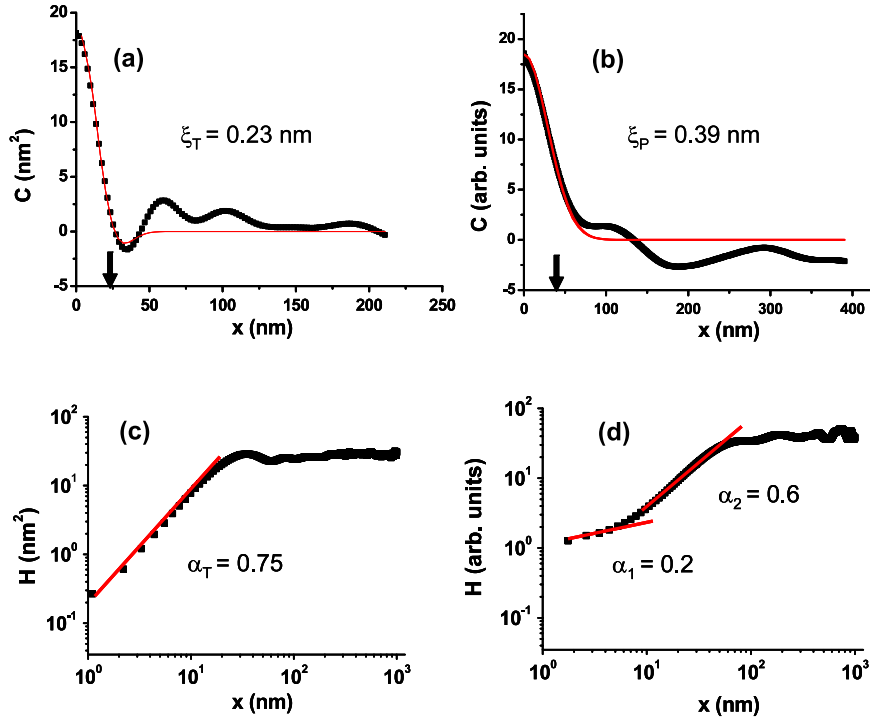 (a)
ξT = 0.23 nm
C (nm²)
20
15
10
5
0
-5
0 50 100 150 200 250
x (nm)
(b)
ξP = 0.39 nm
C (arb. units)
20
15
10
5
0
-5
0 100 200 300 400
x (nm)
(c)
αT = 0.75
H (nm²)
10²
10¹
10⁰
10⁻¹
10⁰ 10¹ 10² 10³
x (nm)
(d)
α2 = 0.6
α1 = 0.2
H (arb. units)
10²
10¹
10⁰
10⁻¹
10⁰ 10¹ 10² 10³
x (nm)